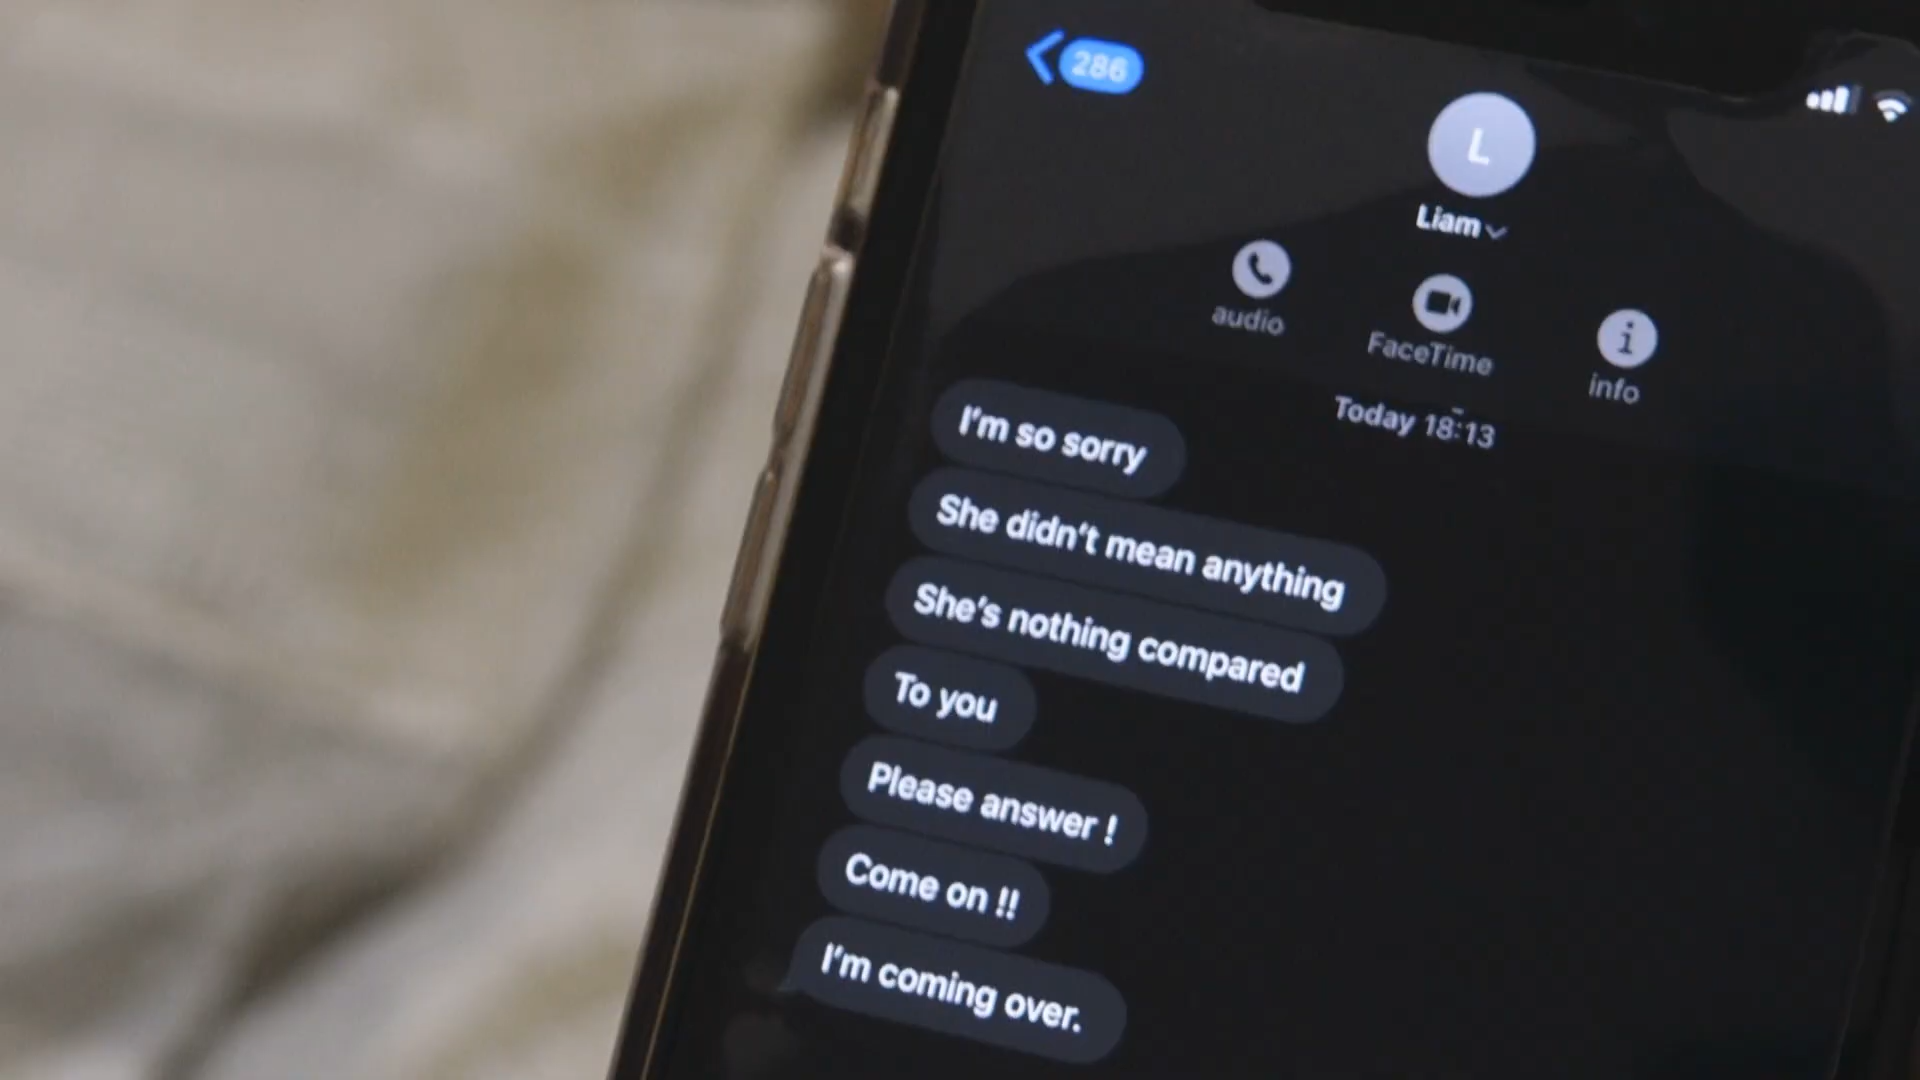 286
L
Liam
audio
FaceTime
info
Today 18:13
I'm so sorry
She didn't mean anything
She's nothing compared
To you
Please answer !
Come on !!
I'm coming over.